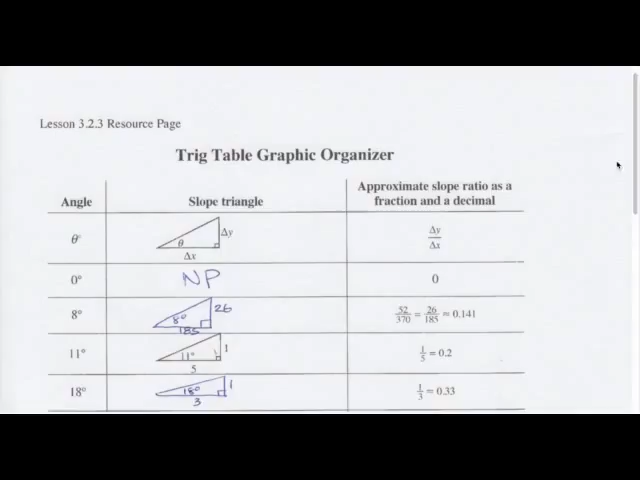 Lesson 3.2.3 Resource Page
Trig Table Graphic Organizer
Angle Slope triangle Approximate slope ratio as a fraction and a decimal
θ° θ Δy Δx Δy/Δx
0° NP 0
8° 8° 26 185 52/370 = 26/185 ≈ 0.141
11° 11° 1 5 1/5 = 0.2
18° 18° 1 3 1/3 ≈ 0.33